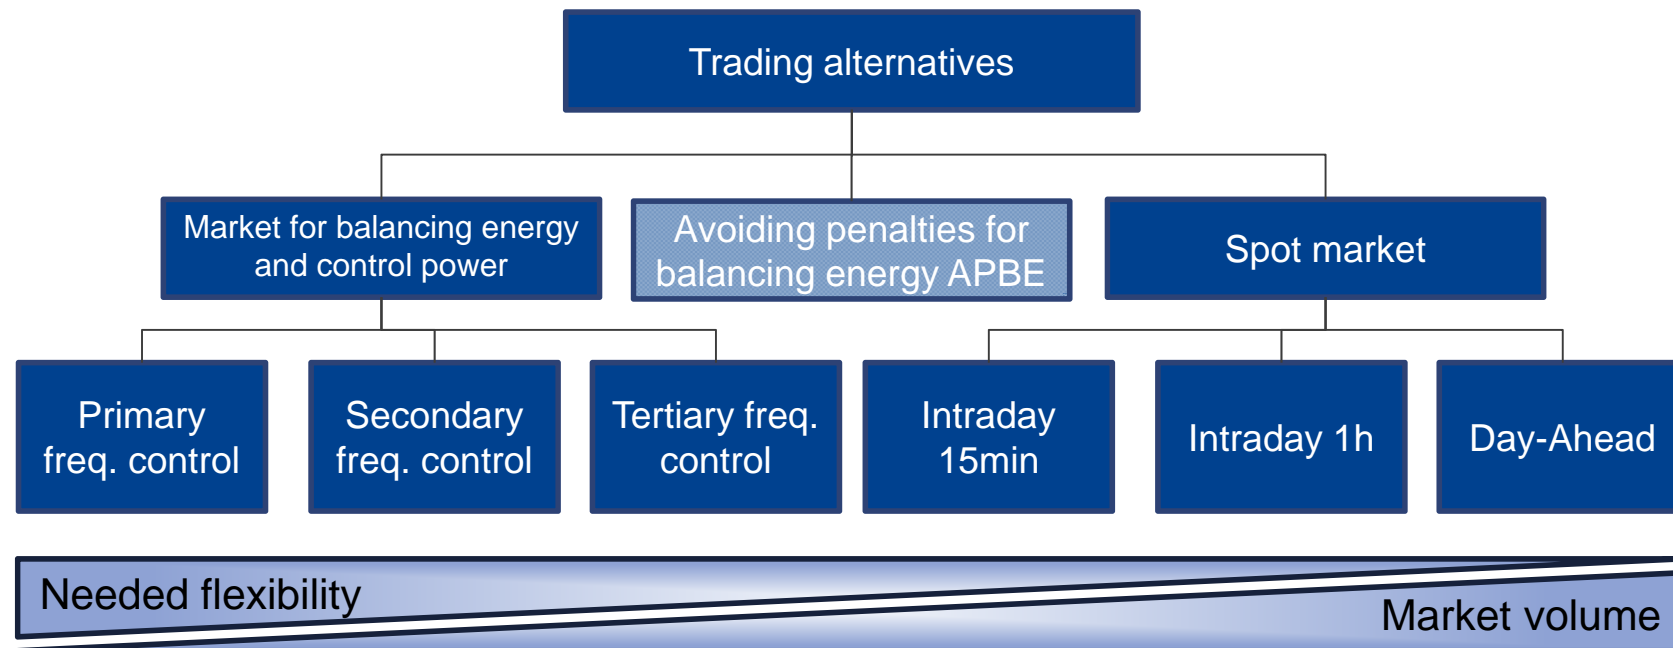 Trading alternatives
Market for balancing energy
and control power
Avoiding penalties for
balancing energy APBE
Spot market
Primary
freq. control
Secondary
freq. control
Tertiary freq.
control
Intraday
15min
Intraday 1h
Day-Ahead
Needed flexibility
Market volume